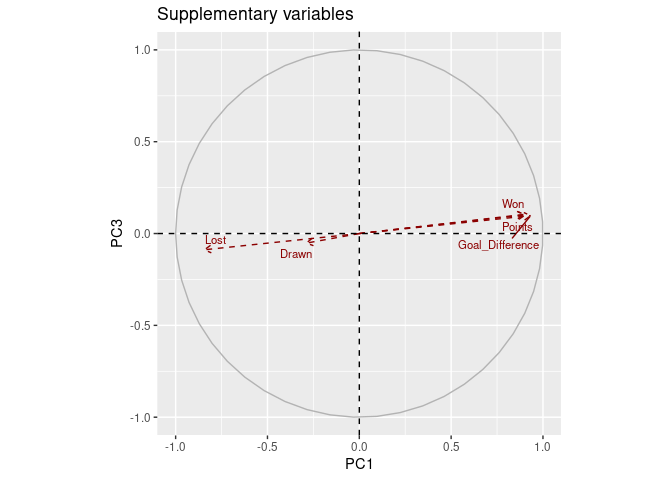 Supplementary variables
1.0
0.5
0.0
-0.5
-1.0
PC3
Won
Points
Goal_Difference
Lost
Drawn
-1.0 -0.5 0.0 0.5 1.0
PC1